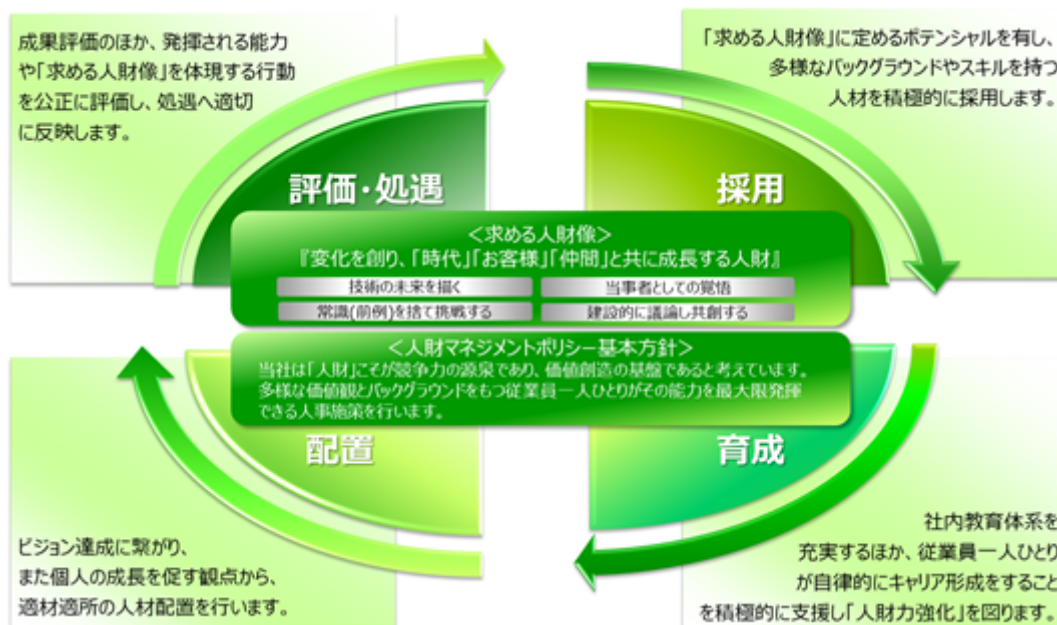 成果評価のほか、発揮される能力
や「求める人財像」を体現する行動
を公正に評価し、処遇へ適切
に反映します。
「求める人財像」に定めるポテンシャルを有し、
多様なバックグラウンドやスキルを持つ
人材を積極的に採用します。
評価・処遇
採用
＜求める人財像＞
『変化を創り、「時代」「お客様」「仲間」と共に成長する人財』
技術の未来を描く
当事者としての覚悟
常識(前例)を捨て挑戦する
建設的に議論し共創する
＜人財マネジメントポリシー基本方針＞
当社は「人財」こそが競争力の源泉であり、価値創造の基盤であると考えています。
多様な価値観とバックグラウンドをもつ従業員一人ひとりがその能力を最大限発揮
できる人事施策を行います。
配置
育成
ビジョン達成に繋がり、
また個人の成長を促す観点から、
適材適所の人材配置を行います。
社内教育体系を
充実するほか、従業員一人ひとり
が自律的にキャリア形成をすること
を積極的に支援し「人財力強化」を図ります。